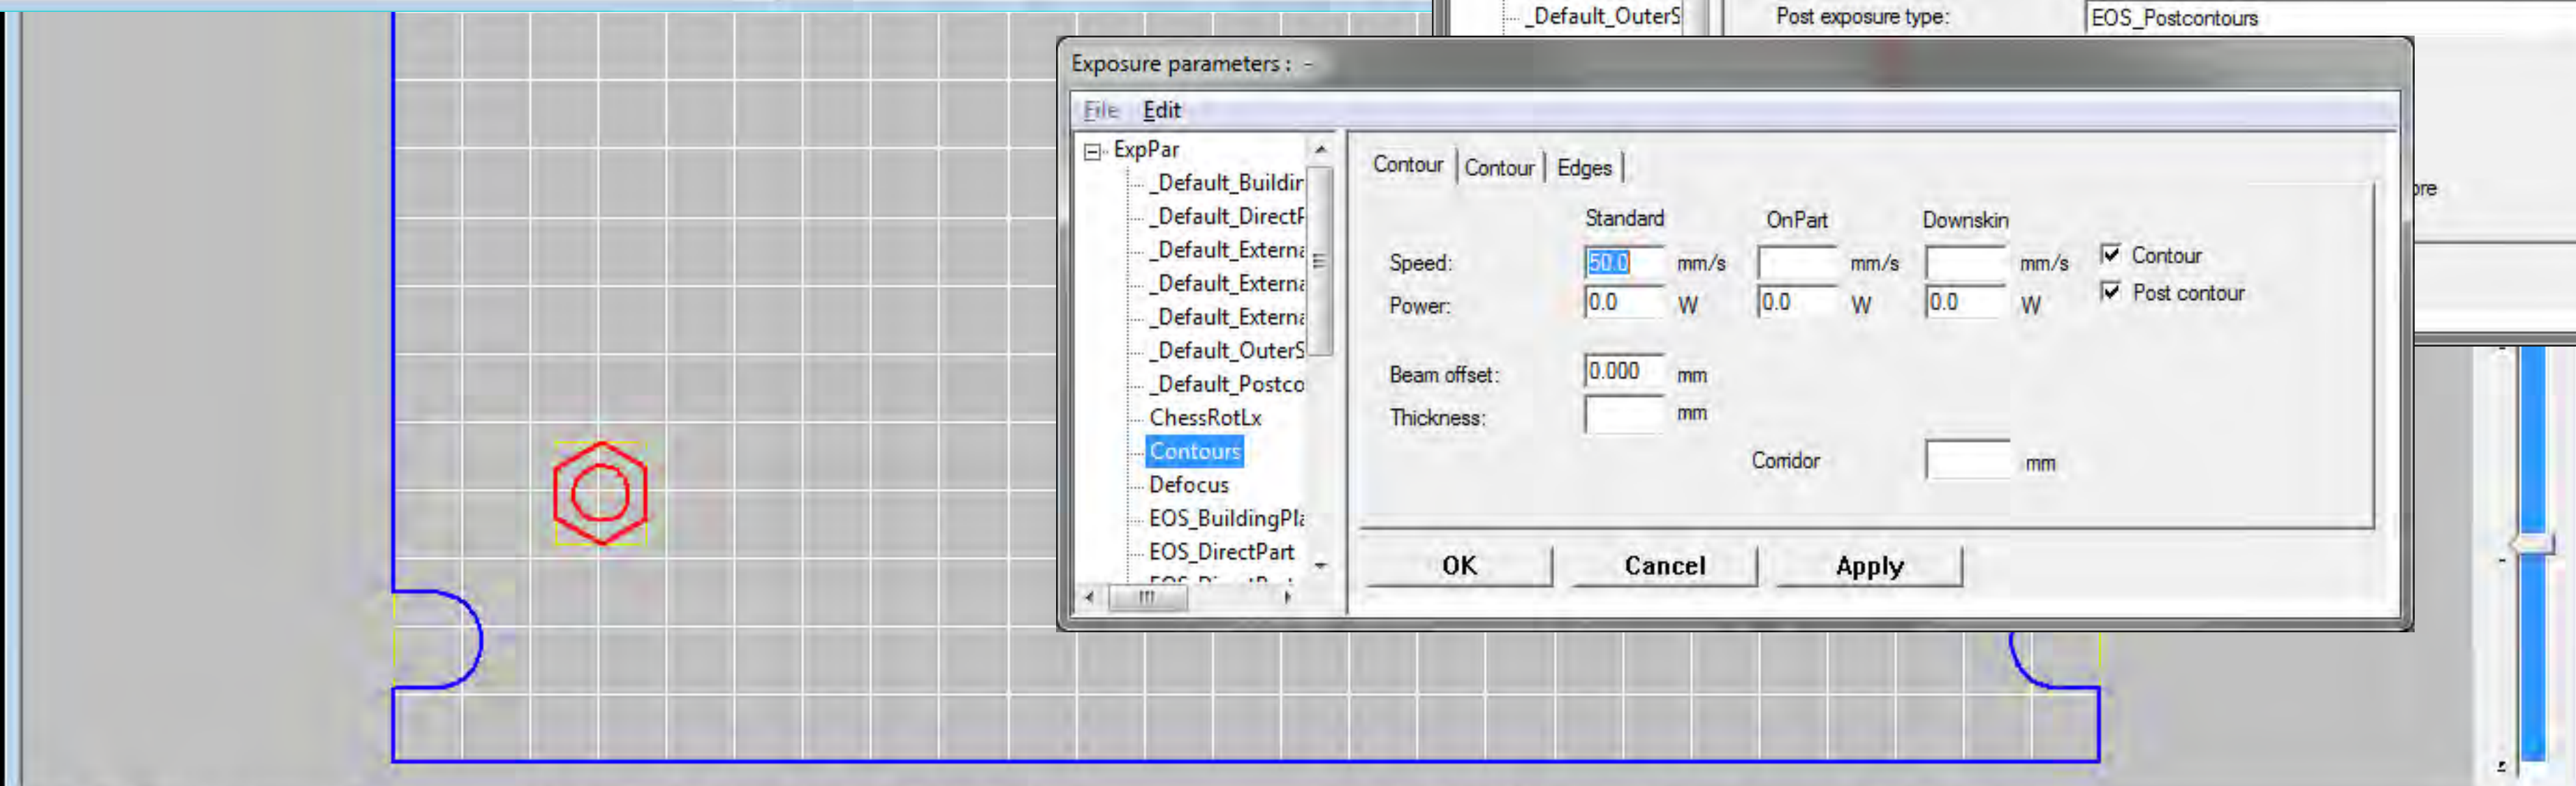 _Default_OuterS
Post exposure type:
EOS_Postcontours
Exposure parameters : -
File Edit
ExpPar
_Default_Buildir
_Default_DirectF
_Default_Externa
_Default_Externa
_Default_Externa
_Default_OuterS
_Default_Postco
ChessRotLx
Contours
Defocus
EOS_BuildingPla
EOS_DirectPart
Contour Contour Edges
Standard OnPart Downskin
Speed: 50.0 mm/s mm/s mm/s Contour
Power: 0.0 W 0.0 W 0.0 W Post contour
Beam offset: 0.000 mm
Thickness: mm
Corridor mm
OK Cancel Apply
ore